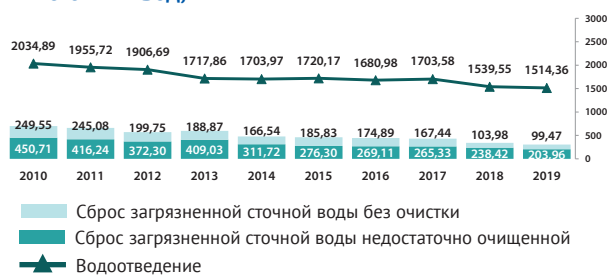 3000
2034,89 1955,72 1906,69 1717,86 1703,97 1720,17 1680,98 1703,58 1539,55 1514,36
2500
2000
1500
1000
249,55 245,08 199,75 188,87 166,54 185,83 174,89 167,44 103,98 99,47
500
450,71 416,24 372,30 409,03 311,72 276,30 269,11 265,33 238,42 203,96
0
2010 2011 2012 2013 2014 2015 2016 2017 2018 2019
Сброс загрязненной сточной воды без очистки
Сброс загрязненной сточной воды недостаточно очищенной
Водоотведение